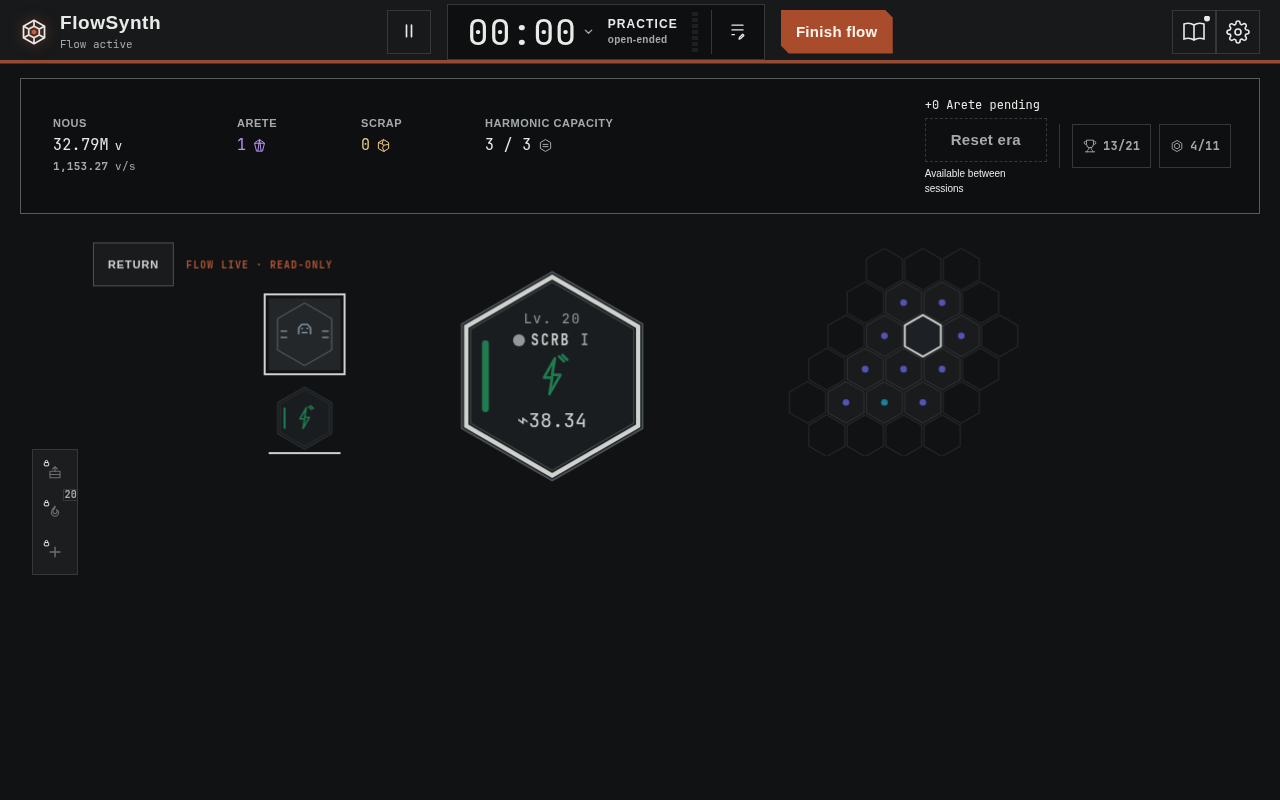 FlowSynth
Flow active
00:00
PRACTICE
open-ended
Finish flow
NOUS
32.79M v
1,153.27 v/s
ARETE
1
SCRAP
0
HARMONIC CAPACITY
3 / 3
+0 Arete pending
Reset era
Available between
sessions
13/21
4/11
RETURN
FLOW LIVE · READ-ONLY
Lv. 20
SCRB I
38.34
20